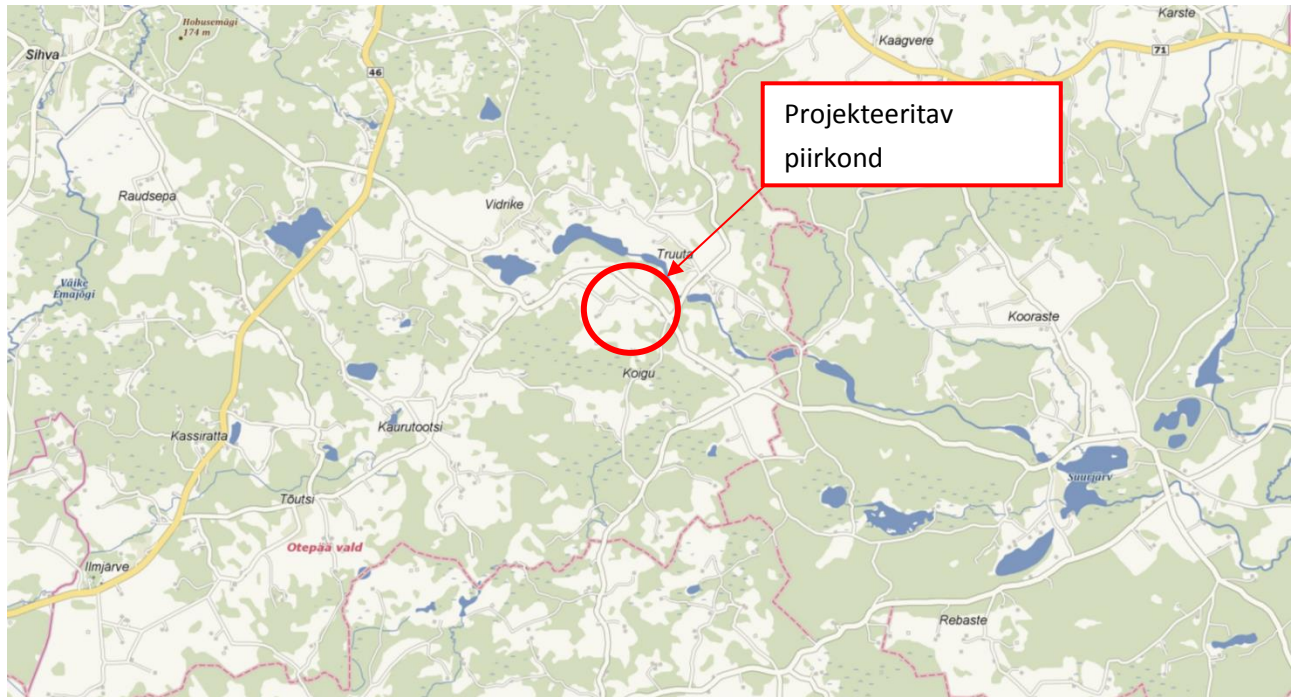 Hobusemägi
174 m
Karste
Sihva
Kaagvere
71
46
Projekteeritav
piirkond
Raudsepa
Vidrike
Truuta
Väike
Emajõgi
Kooraste
Koigu
Kaurutootsi
Kassiratta
Suurjärv
Tõutsi
Otepää vald
Ilmjärve
Rebaste